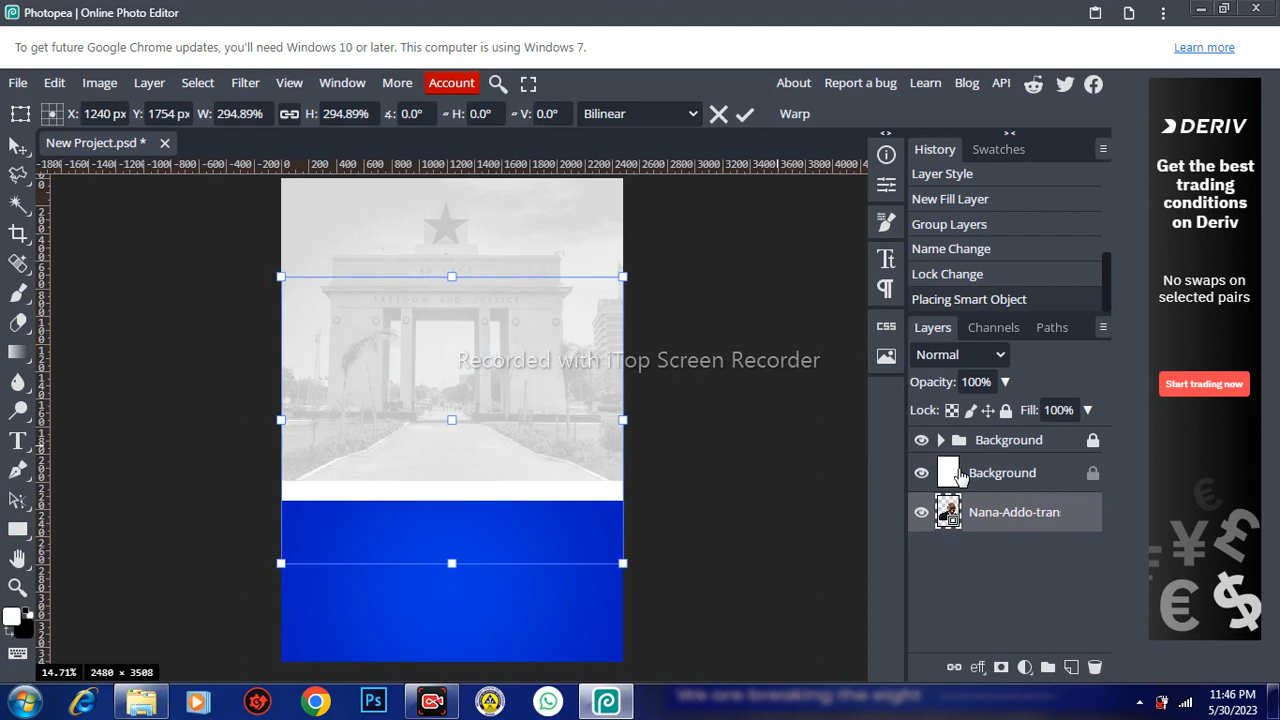 Photopea | Online Photo Editor
To get future Google Chrome updates, you'll need Windows 10 or later. This computer is using Windows 7.
Learn more
File Edit Image Layer Select Filter View Window More Account
About Report a bug Learn Blog API
X: 1240 px Y: 1754 px W: 294.89% H: 294.89% ∡: 0.0° H: 0.0° V: 0.0° Bilinear Warp
New Project.psd *
History Swatches
Layer Style
New Fill Layer
Group Layers
Name Change
Lock Change
Placing Smart Object
Layers Channels Paths
Normal
Opacity: 100%
Lock: Fill: 100%
Background
Background
Nana-Addo-tran
CSS
FREEDOM AND JUSTICE
Recorded with iTop Screen Recorder
DERIV
Get the best
trading
conditions
on Deriv
No swaps on
selected pairs
Start trading now
14.71% 2480 × 3508
We are breaking the eight
11:46 PM
5/30/2023